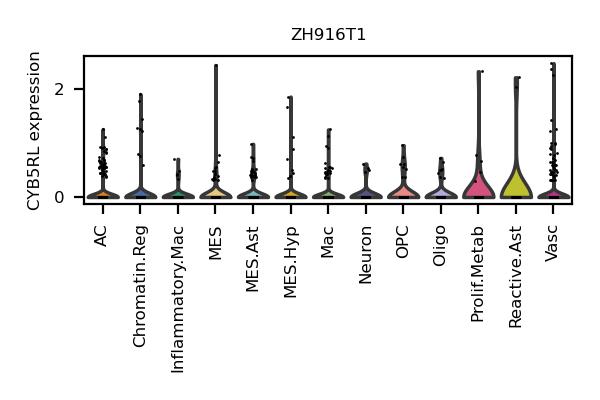 ZH916T1
CYB5RL expression
2
0
AC
Chromatin.Reg
Inflammatory.Mac
MES
MES.Ast
MES.Hyp
Mac
Neuron
OPC
Oligo
Prolif.Metab
Reactive.Ast
Vasc